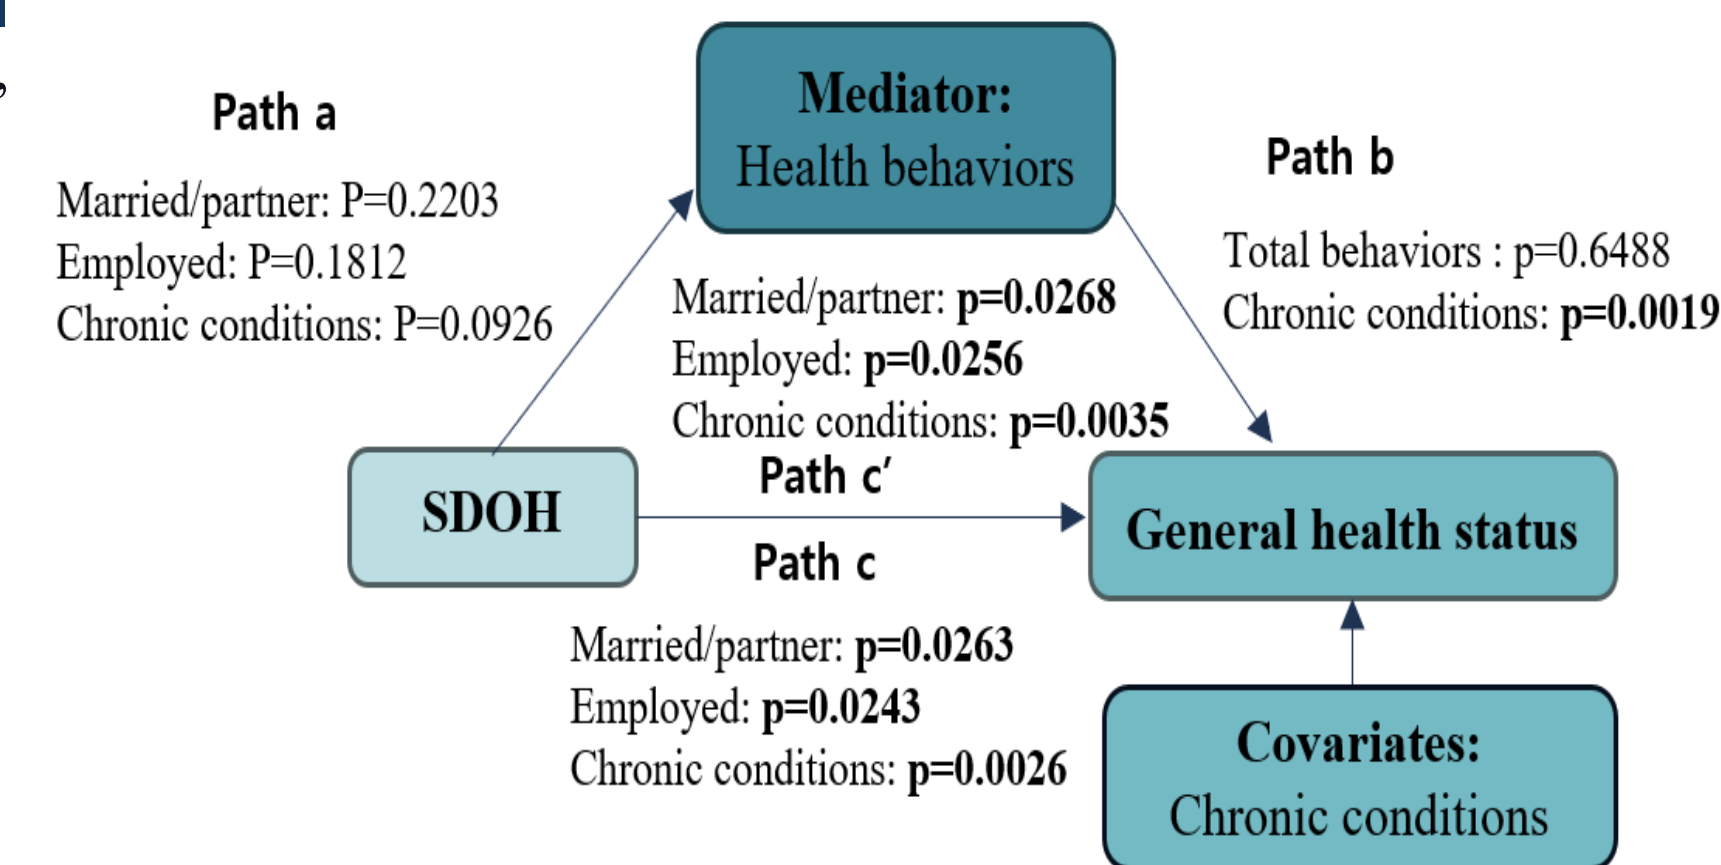 ,
Path a
Married/partner: P=0.2203
Employed: P=0.1812
Chronic conditions: P=0.0926
Mediator:
Health behaviors
Path b
Total behaviors : p=0.6488
Chronic conditions: p=0.0019
Married/partner: p=0.0268
Employed: p=0.0256
Chronic conditions: p=0.0035
Path c’
SDOH
General health status
Path c
Married/partner: p=0.0263
Employed: p=0.0243
Chronic conditions: p=0.0026
Covariates:
Chronic conditions